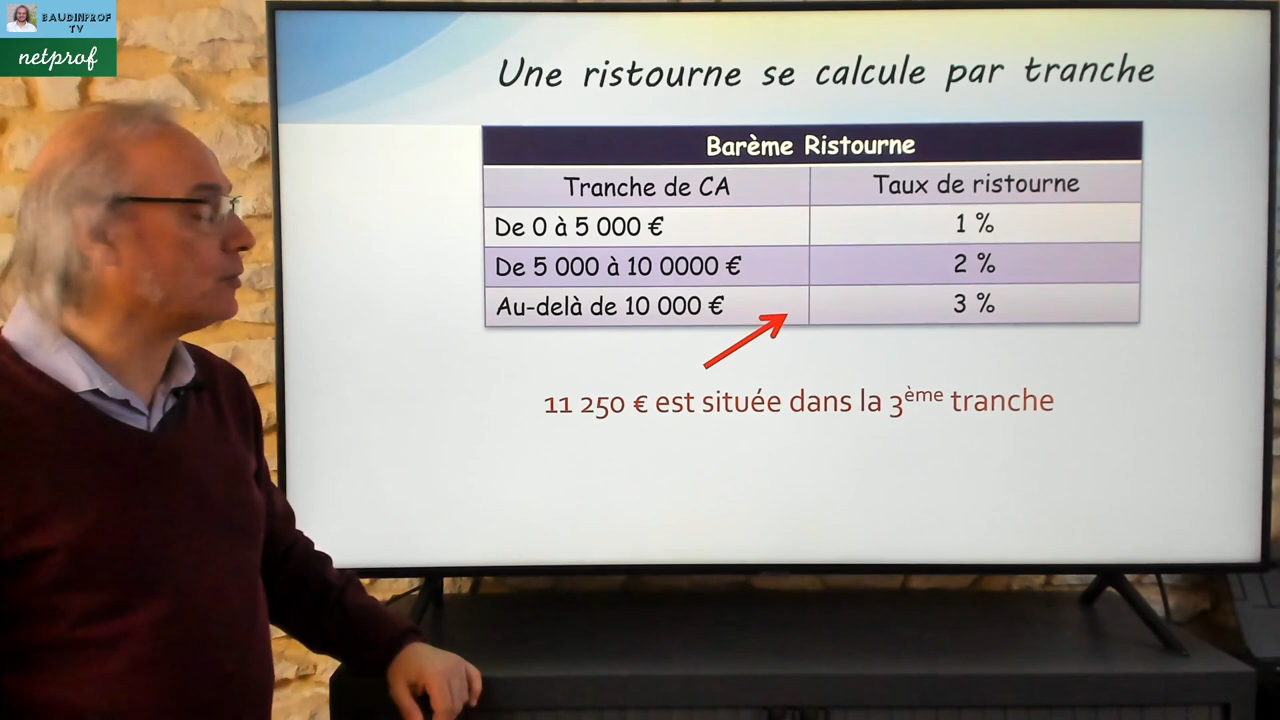 BAUDINPROF
TV
netprof
Une ristourne se calcule par tranche
Barème Ristourne
Tranche de CA
Taux de ristourne
De 0 à 5 000 €
1 %
De 5 000 à 10 0000 €
2 %
Au-delà de 10 000 €
3 %
11 250 € est située dans la 3ème tranche